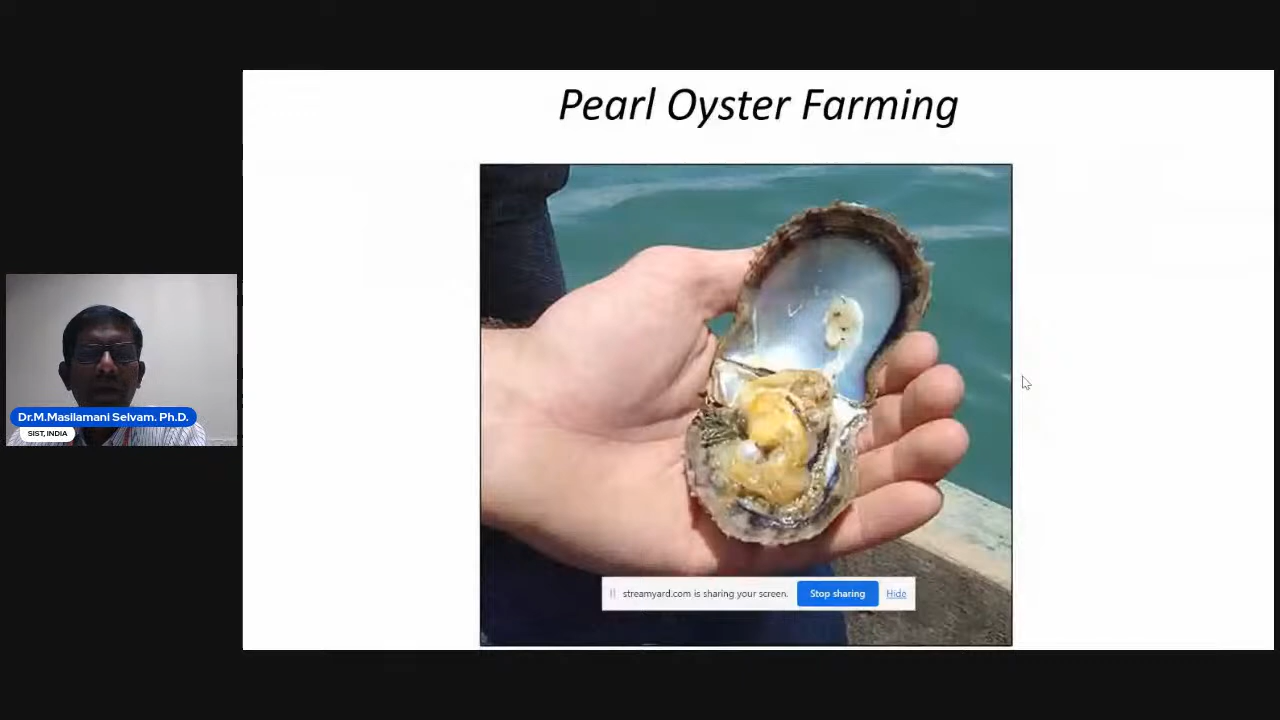 Pearl Oyster Farming
Dr.M.Masilamani Selvam. Ph.D.
SIST, INDIA
streamyard.com is sharing your screen. Stop sharing Hide